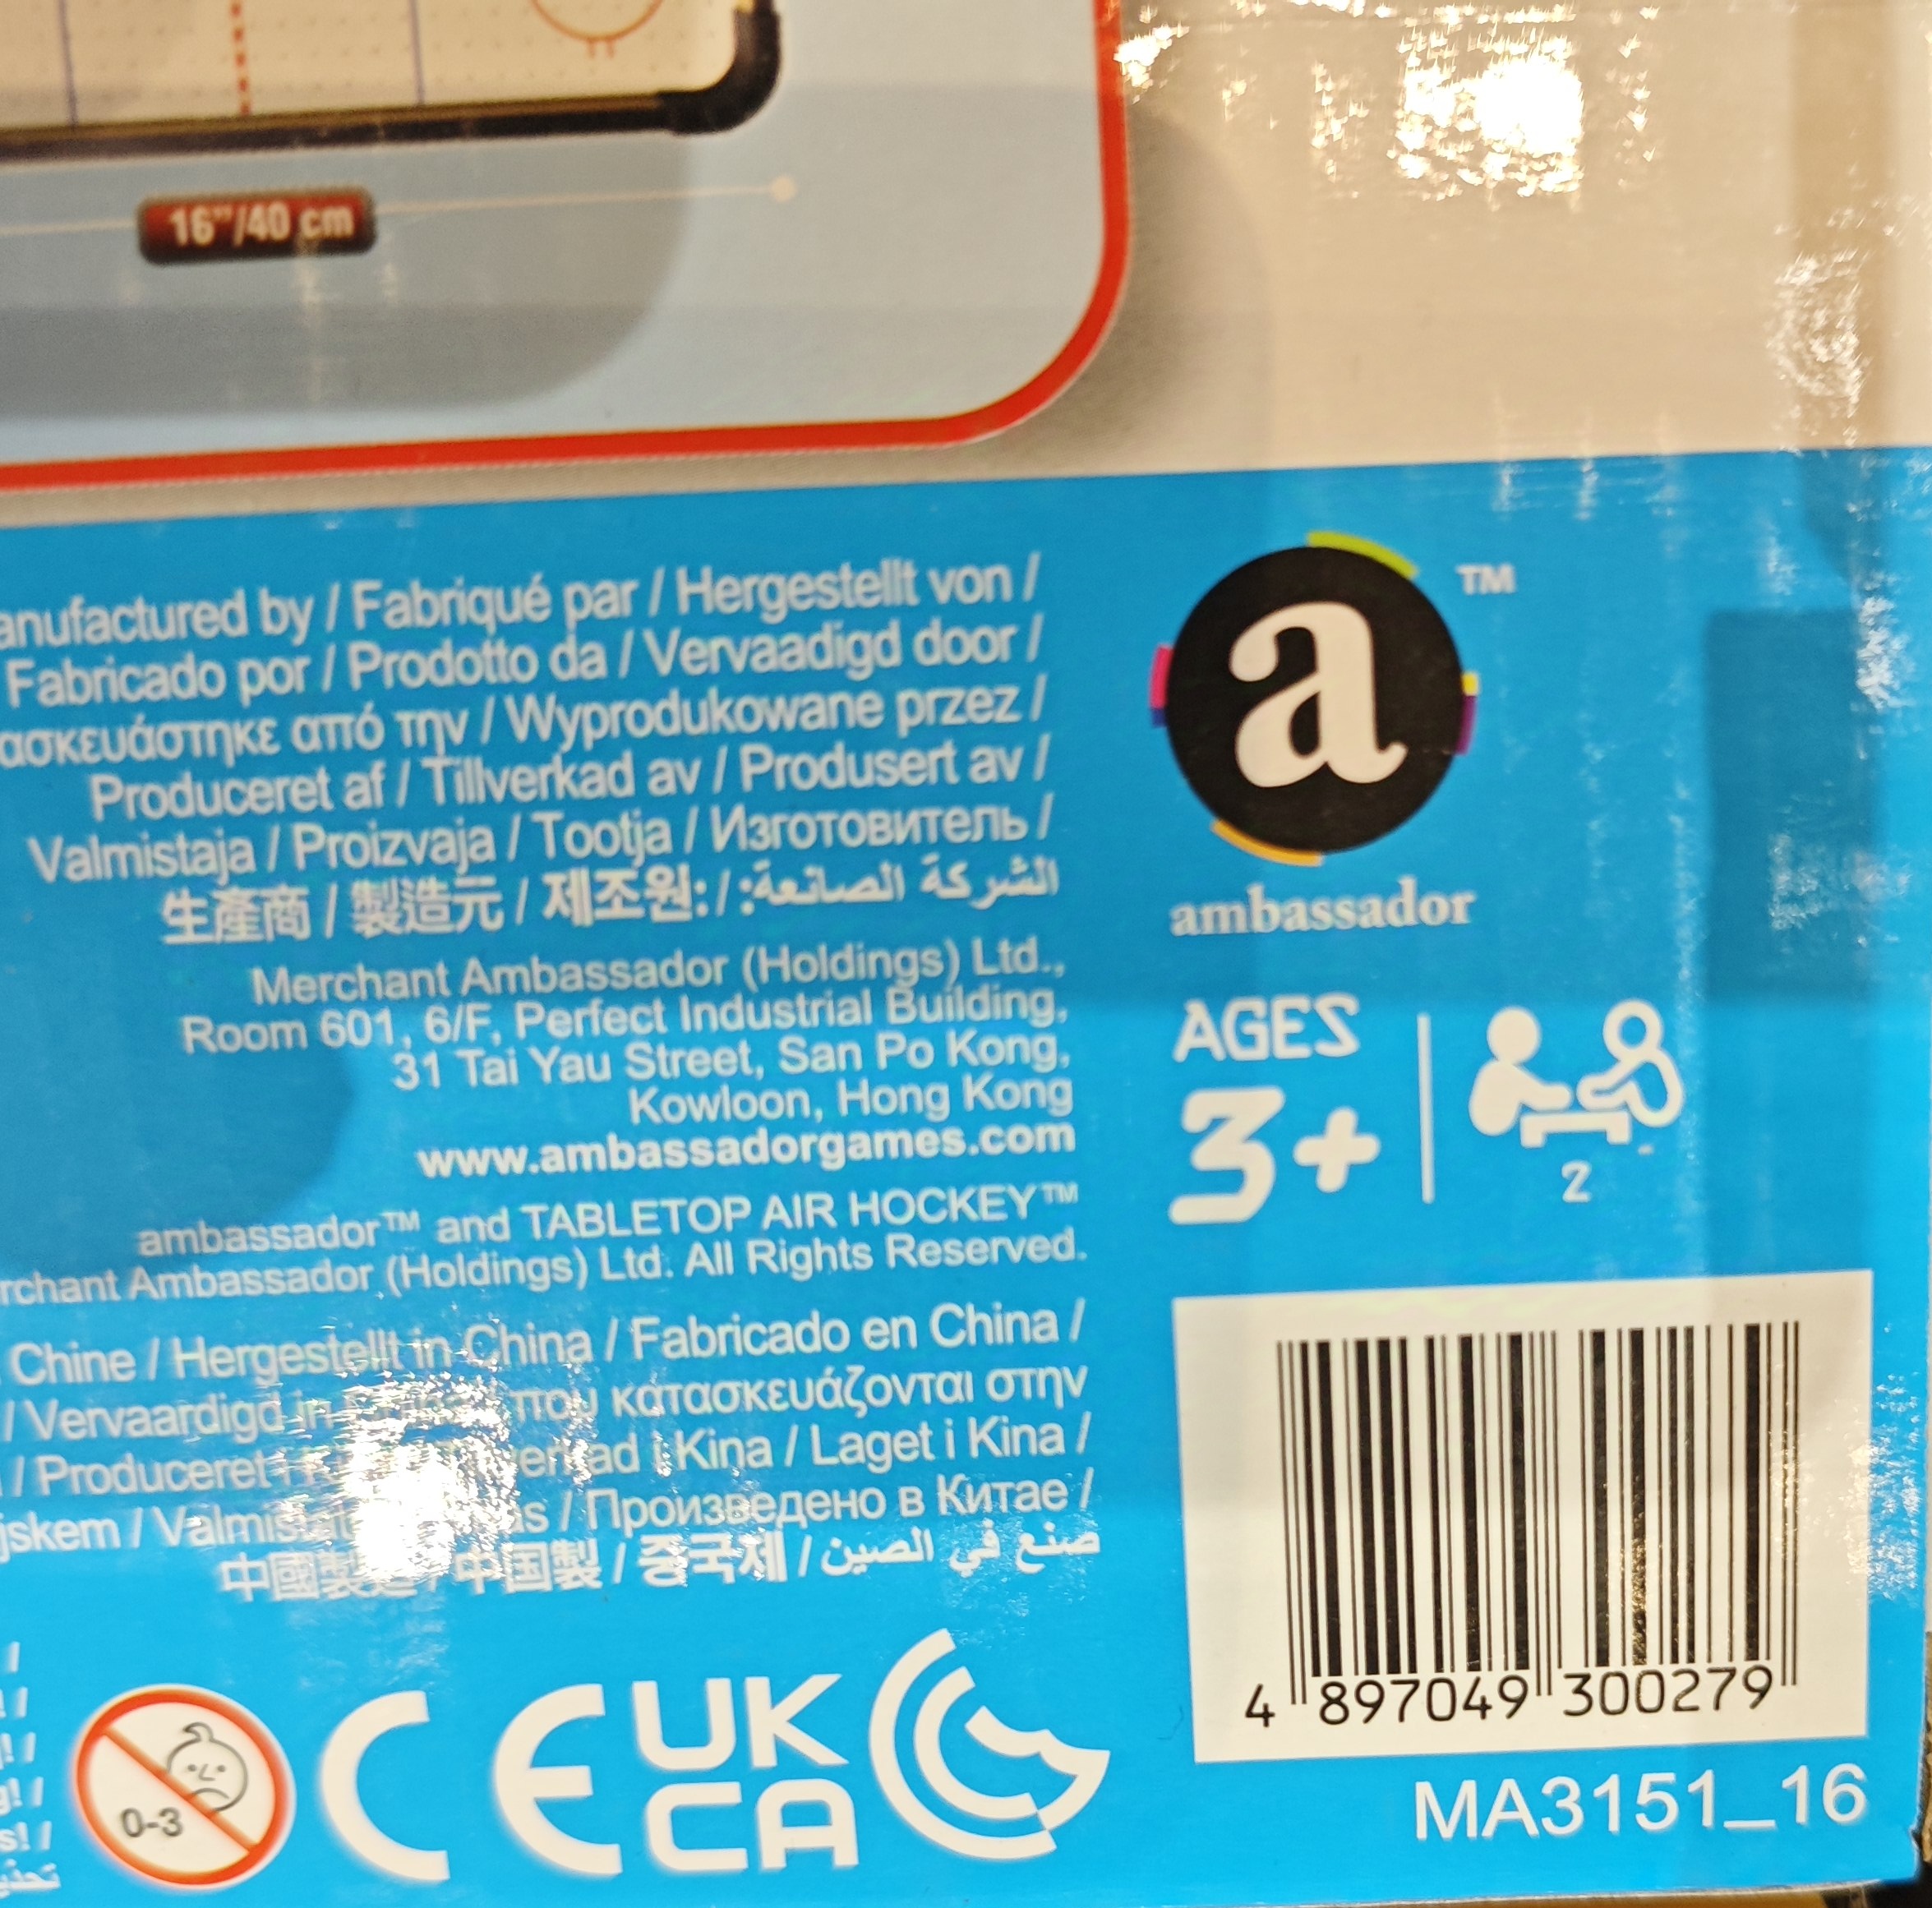 16"/40 cm
anufactured by / Fabriqué par / Hergestellt von /
Fabricado por / Prodotto da / Vervaadigd door /
ασκευάστηκε από την / Wyprodukowane przez /
Produceret af / Tillverkad av / Produsert av /
Valmistaja / Proizvaja / Tootja / Изготовитель /
生產商 / 製造元 / 제조원: / الشركة الصانعة:
Merchant Ambassador (Holdings) Ltd.,
Room 601, 6/F, Perfect Industrial Building,
31 Tai Yau Street, San Po Kong,
Kowloon, Hong Kong
www.ambassadorgames.com
ambassador™ and TABLETOP AIR HOCKEY™
rchant Ambassador (Holdings) Ltd. All Rights Reserved.
Chine / Hergestellt in China / Fabricado en China /
/ Vervaardigd in που κατασκευάζονται στην
/ Produceret i Kina / Laget i Kina /
jskem / / Произведено в Китае /
中國製造 / 中国製 / 중국제 / صنع في الصين
0-3
CE
UK
CA
a
TM
ambassador
AGES
3+
2
4 897049 300279
MA3151_16